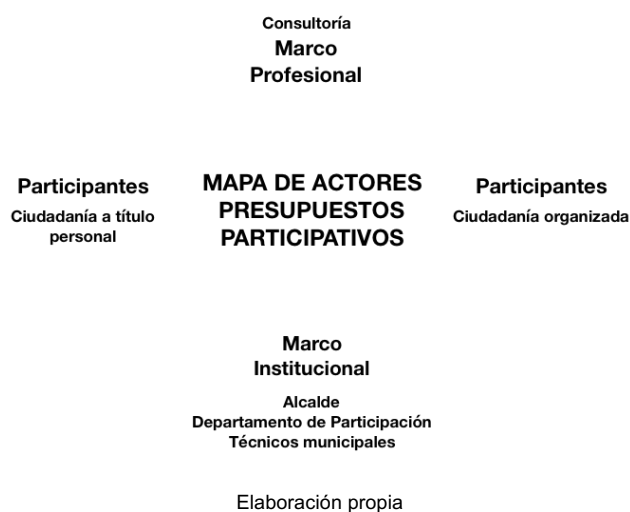 Consultoría
Marco
Profesional
Participantes
Ciudadanía a título
personal
MAPA DE ACTORES
PRESUPUESTOS
PARTICIPATIVOS
Participantes
Ciudadanía organizada
Marco
Institucional
Alcalde
Departamento de Participación
Técnicos municipales
Elaboración propia